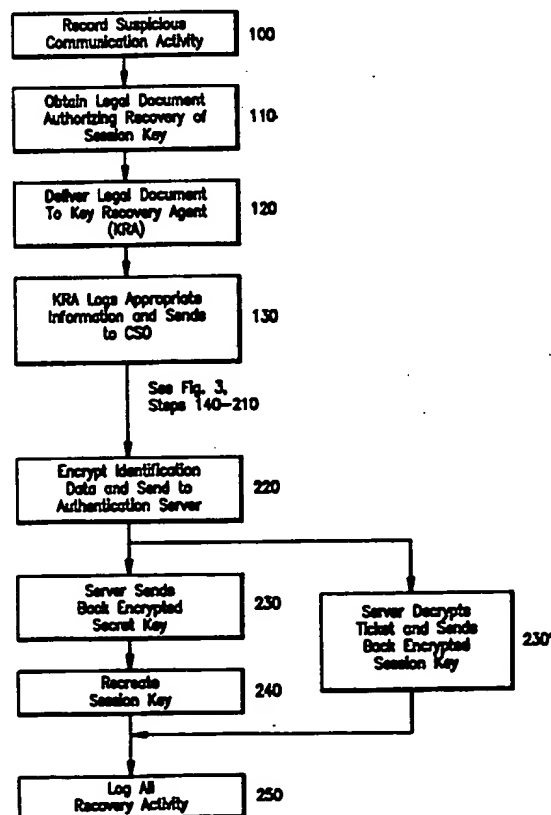 Record Suspicious
Communication Activity
100
Obtain Legal Document
Authorizing Recovery of
Session Key
110
Deliver Legal Document
To Key Recovery Agent
(KRA)
120
KRA Logs Appropriate
Information and Sends
to CSO
130
See Fig. 3,
Steps 140-210
Encrypt Identification
Data and Send to
Authentication Server
220
Server Sends
Back Encrypted
Secret Key
230
Server Decrypts
Ticket and Sends
Back Encrypted
Session Key
230'
Recreate
Session Key
240
Log All
Recovery Activity
250